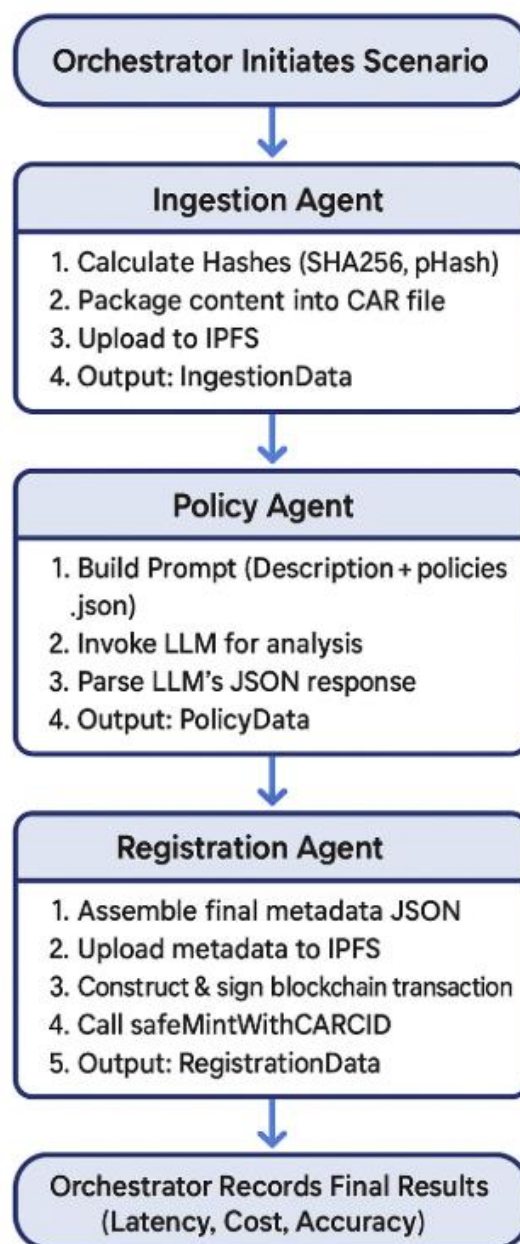 Orchestrator Initiates Scenario
Ingestion Agent
1. Calculate Hashes (SHA256, pHash)
2. Package content into CAR file
3. Upload to IPFS
4. Output: IngestionData
Policy Agent
1. Build Prompt (Description + policies
.json)
2. Invoke LLM for analysis
3. Parse LLM's JSON response
4. Output: PolicyData
Registration Agent
1. Assemble final metadata JSON
2. Upload metadata to IPFS
3. Construct & sign blockchain transaction
4. Call safeMintWithCARCID
5. Output: RegistrationData
Orchestrator Records Final Results
(Latency, Cost, Accuracy)